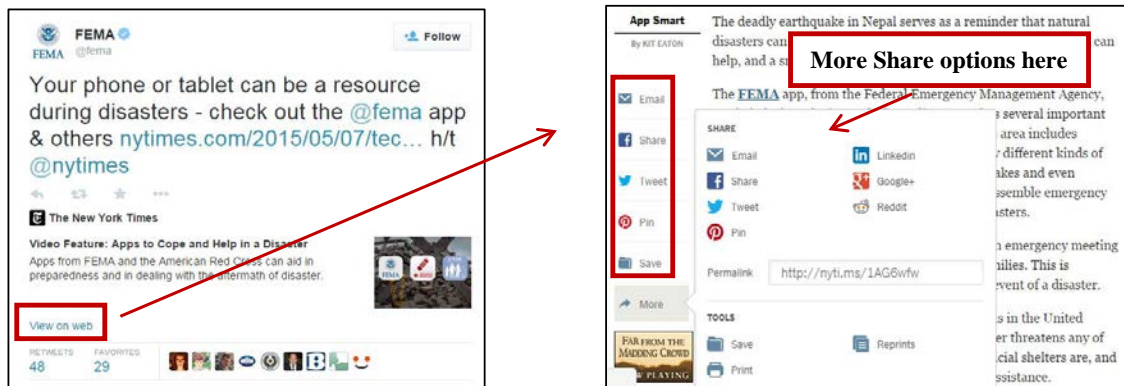 FEMA
@fema
Follow
FEMA
Your phone or tablet can be a resource
during disasters - check out the @fema app
& others nytimes.com/2015/05/07/tec... h/t
@nytimes
The New York Times
Video Feature: Apps to Cope and Help in a Disaster
Apps from FEMA and the American Red Cross can aid in
preparedness and in dealing with the aftermath of disaster.
FEMA
View on web
RETWEETS FAVORITES
48 29
App Smart
By KIT EATON
The deadly earthquake in Nepal serves as a reminder that natural
disasters can
can
help, and a
More Share options here
The FEMA app, from the Federal Emergency Management Agency,
several important
area includes
different kinds of
akes and even
ssemble emergency
sters.
emergency meeting
milies. This is
event of a disaster.
s in the United
er threatens any of
cial shelters are, and
ssistance.
Email
Share
Tweet
Pin
Save
More
SHARE
Email
Share
Tweet
Pin
Linkedin
Google+
Reddit
Permalink http://nyti.ms/1AG6wfw
TOOLS
Save
Print
Reprints
FAR FROM THE
MADDING CROWD
PLAYING